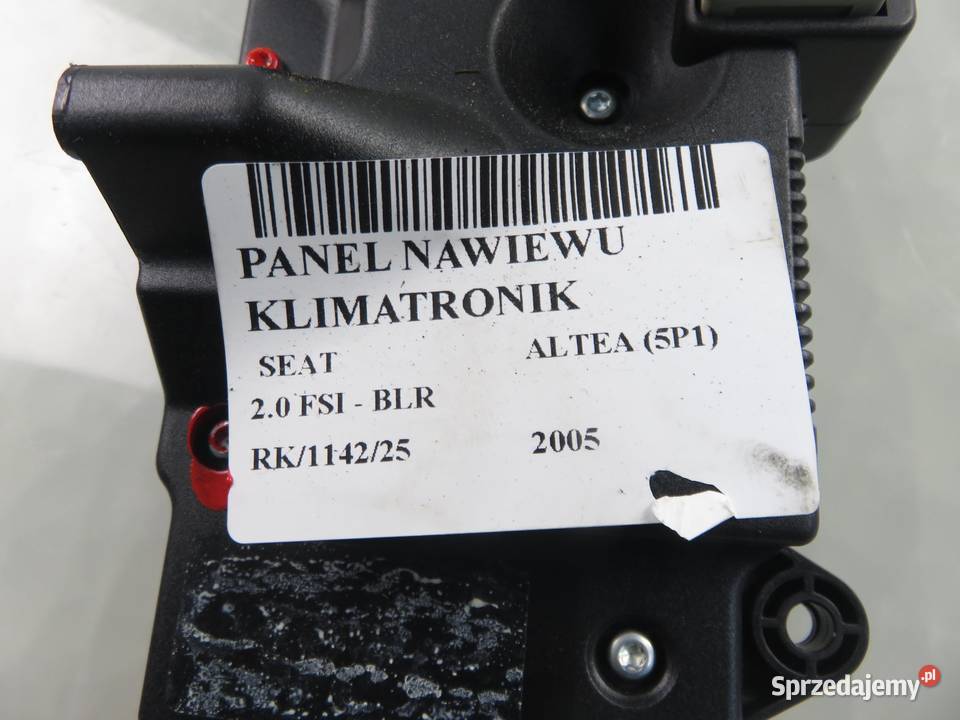 PANEL NAWIEWU
KLIMATRONIK
SEAT ALTEA (5P1)
2.0 FSI - BLR
RK/1142/25 2005
Sprzedajemy.pl